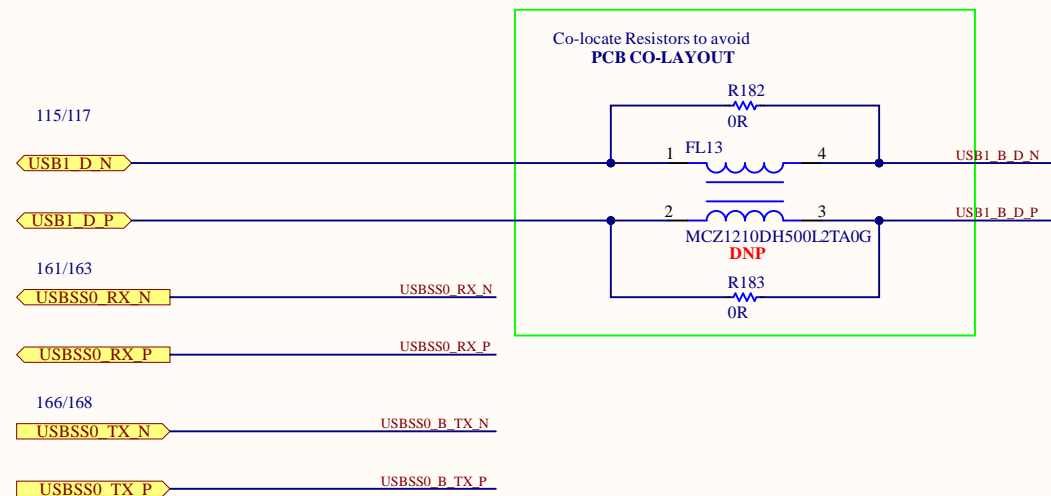 Co-locate Resistors to avoid
PCB CO-LAYOUT
R182
0R
115/117
USB1_D_N
1
FL13
4
USB1_B_D_N
USB1_D_P
2
3
USB1_B_D_P
MCZ1210DH500L2TA0G
DNP
161/163
R183
0R
USBSS0_RX_N
USBSS0_RX_N
USBSS0_RX_P
USBSS0_RX_P
166/168
USBSS0_TX_N
USBSS0_B_TX_N
USBSS0_TX_P
USBSS0_B_TX_P